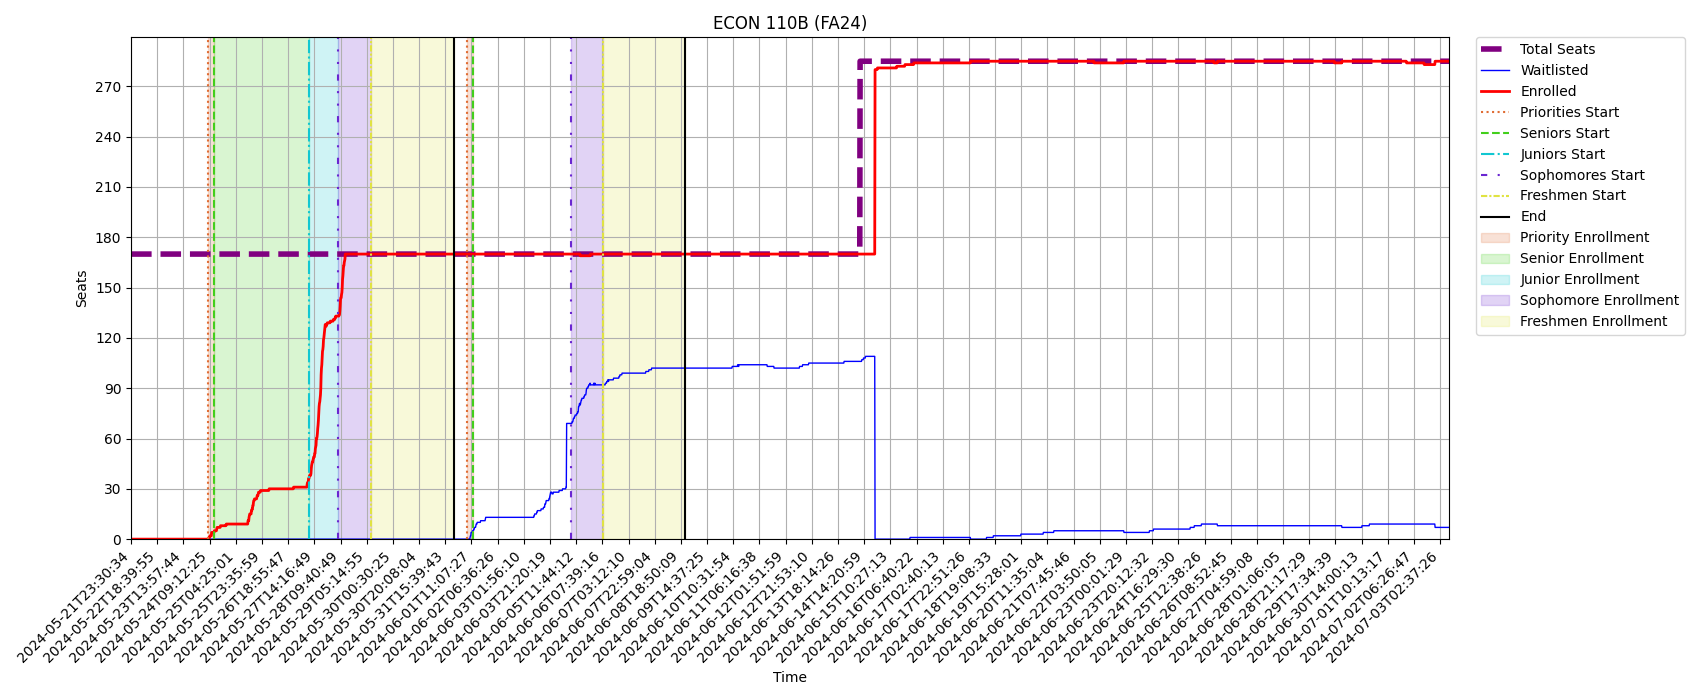 ECON 110B (FA24)
Seats
270
240
210
180
150
120
90
60
30
0
2024-05-21T23:30:34
2024-05-22T18:39:55
2024-05-23T13:57:44
2024-05-24T09:12:25
2024-05-25T04:25:01
2024-05-25T23:35:59
2024-05-26T18:55:47
2024-05-27T14:16:49
2024-05-28T09:40:49
2024-05-29T05:14:55
2024-05-30T00:30:25
2024-05-30T20:08:04
2024-05-31T15:39:43
2024-06-01T11:07:27
2024-06-02T06:36:26
2024-06-03T01:56:10
2024-06-03T21:20:19
2024-06-05T11:44:12
2024-06-06T07:39:16
2024-06-07T03:12:10
2024-06-07T22:59:04
2024-06-08T18:50:09
2024-06-09T14:37:25
2024-06-10T10:31:54
2024-06-11T06:16:38
2024-06-12T01:51:59
2024-06-12T21:53:10
2024-06-13T18:14:26
2024-06-14T14:20:59
2024-06-15T10:27:13
2024-06-16T06:40:22
2024-06-17T02:40:13
2024-06-17T22:51:26
2024-06-18T19:08:33
2024-06-19T15:28:01
2024-06-20T11:35:04
2024-06-21T07:45:46
2024-06-22T03:50:05
2024-06-23T00:01:29
2024-06-23T20:12:32
2024-06-24T16:29:30
2024-06-25T12:38:26
2024-06-26T08:52:45
2024-06-27T04:59:08
2024-06-28T01:06:05
2024-06-28T21:17:29
2024-06-29T17:34:39
2024-06-30T14:00:13
2024-07-01T10:13:17
2024-07-02T06:26:47
2024-07-03T02:37:26
Time
Total Seats
Waitlisted
Enrolled
Priorities Start
Seniors Start
Juniors Start
Sophomores Start
Freshmen Start
End
Priority Enrollment
Senior Enrollment
Junior Enrollment
Sophomore Enrollment
Freshmen Enrollment